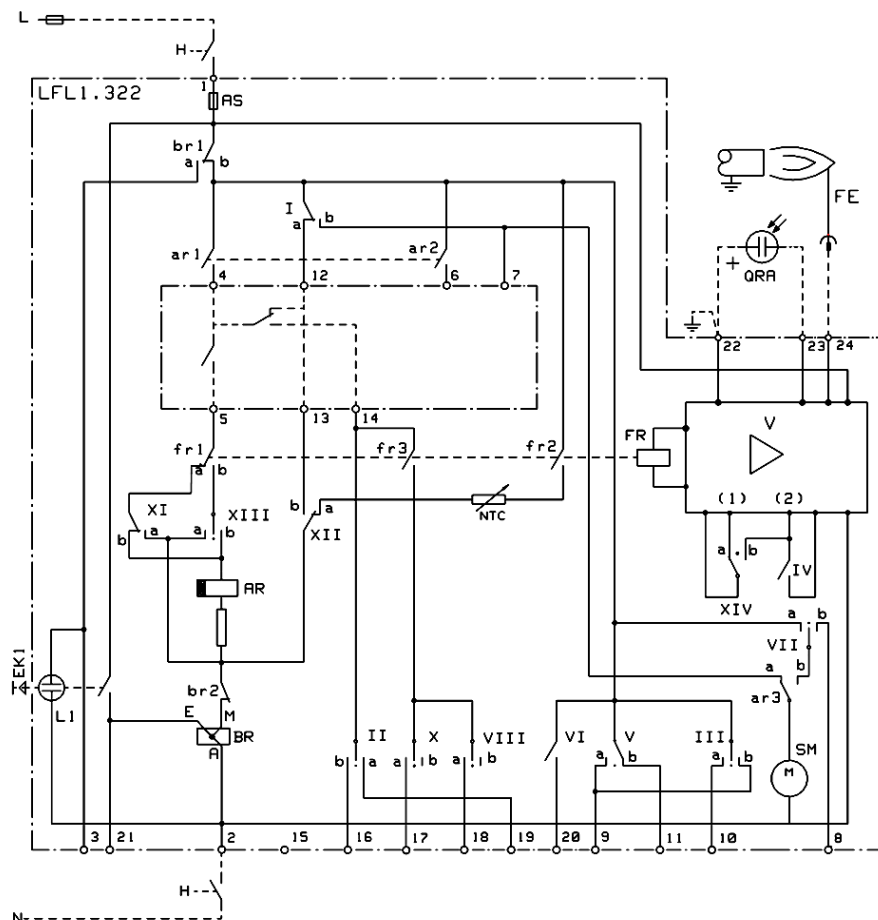 L
H
LFL1.322
1
AS
br1
a b
I
a b
ar1
ar2
4 12 6 7
FE
+
QRA
22 23 24
5 13 14
fr1
a b
fr3
fr2
FR
V
(1) (2)
XI
b a
XIII
a b
b a
XII
NTC
a b
XIV
IV
AR
EK1
L1
br2
E M
BR
A
a b
VII
a b
ar3
II
b a
X
a b
VIII
a b
VI
V
a b
III
a b
SM
M
3 21 2 15 16 17 18 19 20 9 11 10 8
H
N